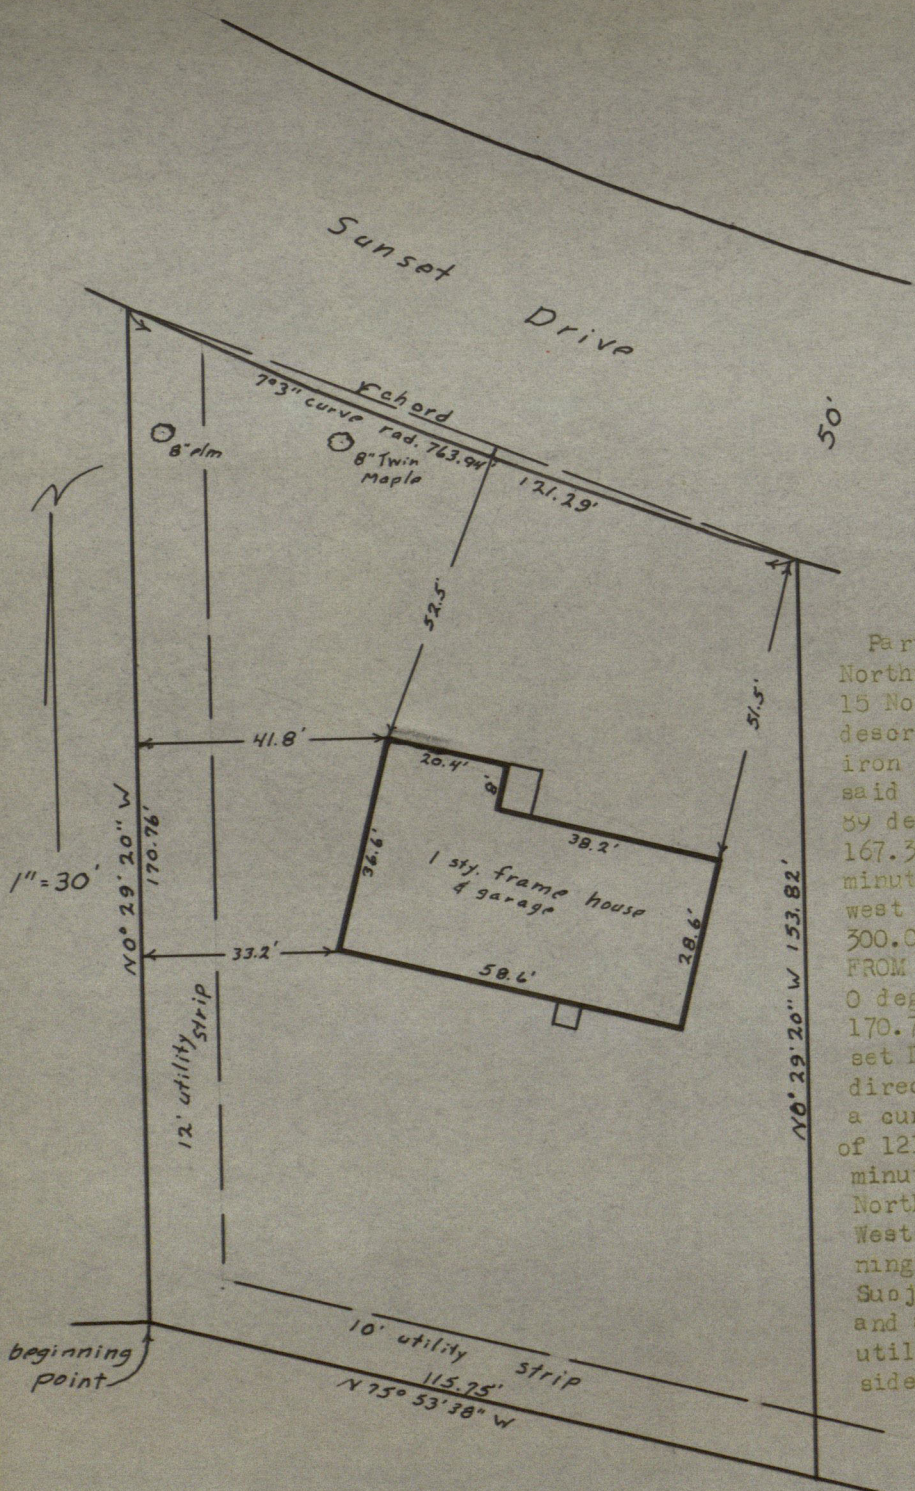 Sunset
Drive
50'
chord
7°3" curve rad. 763.94'
121.29'
8" elm
8" Twin
Maple
N
52.5'
51.5'
41.8'
20.4'
8'
38.2'
36.6'
1 sty. frame house
& garage
28.6'
1"=30'
N0° 29' 20" W
170.76'
33.2'
58.6'
N0° 29' 20" W 153.82'
12' utility
strip
10' utility strip
beginning
point
115.75'
N 75° 53' 38" W
Par
North
15 No
iron
said
89 de
167.3
minut
west
300.0
FROM
0 deg
170.
set
direc
a cur
of 121
minu
North
West
ning
and
util
side